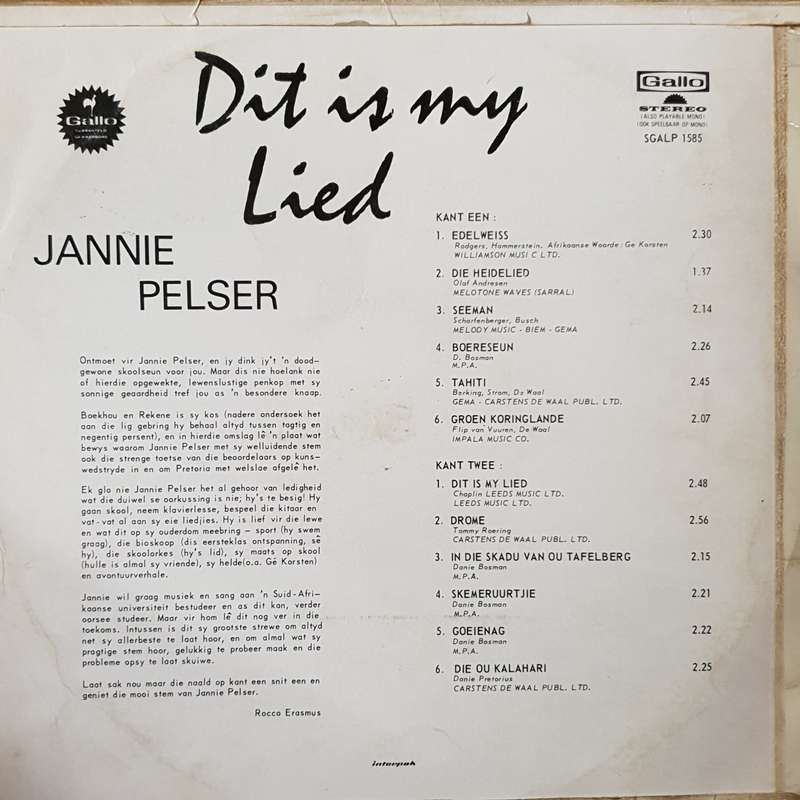 Dit is my
Lied
Gallo
Gallo
STEREO
(ALSO PLAYABLE MONO)
(OOK SPEELBAAR OP MONO)
SGALP 1585
JANNIE
PELSER
Ontmoet vir Jannie Pelser, en jy dink jy't 'n dood-
gewone skoolseun voor jou. Maar dis nie hoelank nie
of hierdie opgewekte, lewenslustige penkop met sy
sonnige geaardheid tref jou as 'n besondere knaap.
Boekhou en Rekene is sy kos (nadere ondersoek het
aan die lig gebring hy behaal altyd tussen tagtig en
negentig persent), en in hierdie omslag lê 'n plaat wat
bewys waarom Jannie Pelser met sy welluidende stem
ook die strenge toetse van die beoordelaars op kuns-
wedstryde in en om Pretoria met welslae afgelê het.
Ek glo nie Jannie Pelser het al gehoor van ledigheid
wat die duiwel se oorkussing is nie; hy's te besig! Hy
gaan skool, neem klavierlesse, bespeel die kitaar en
vat-vat al aan sy eie liedjies. Hy is lief vir die lewe
en wat dit op sy ouderdom meebring - sport (hy swem
graag), die bioskoop (dis eersteklas ontspanning, sê
hy), die skoolorkes (hy's lid), sy maats op skool
(hulle is almal sy vriende), sy helde(o.a. Gé Korsten)
en avontuurverhale.
Jannie wil graag musiek en sang aan 'n Suid-Afri-
kaanse universiteit bestudeer en as dit kan, verder
oorsee studeer. Maar vir hom lê dit nog ver in die
toekoms. Intussen is dit sy grootste strewe om altyd
net sy allerbeste te laat hoor, en om almal wat sy
pragtige stem hoor, gelukkig te probeer maak en die
probleme opsy te laat skuiwe.
Laat sak nou maar die naald op kant een snit een en
geniet die mooi stem van Jannie Pelser.
Rocco Erasmus
KANT EEN :
1. EDELWEISS 2.30
Rodgers, Hammerstein. Afrikaanse Woorde: Ge Korsten
WILLIAMSON MUSI C LTD.
2. DIE HEIDELIED 1.37
Olaf Andresen
MELOTONE WAVES (SARRAL)
3. SEEMAN 2.14
Scharfenberger, Busch
MELODY MUSIC - BIEM - GEMA
4. BOERESEUN 2.26
D. Bosman
M.P.A.
5. TAHITI 2.45
Berking, Strom, De Waal
GEMA - CARSTENS DE WAAL PUBL. LTD.
6. GROEN KORINGLANDE 2.07
Flip van Vuuren, De Waal
IMPALA MUSIC CO.
KANT TWEE :
1. DIT IS MY LIED 2.48
Chaplin LEEDS MUSIC LTD.
LEEDS MUSIC LTD.
2. DROME 2.56
Tommy Roering
CARSTENS DE WAAL PUBL. LTD.
3. IN DIE SKADU VAN OU TAFELBERG 2.15
Danie Bosman
M.P.A.
4. SKEMERUURTJIE 2.21
Danie Bosman
M.P.A.
5. GOEIENAG 2.22
Danie Bosman
M.P.A.
6. DIE OU KALAHARI 2.25
Danie Pretorius
CARSTENS DE WAAL PUBL. LTD.
interpak